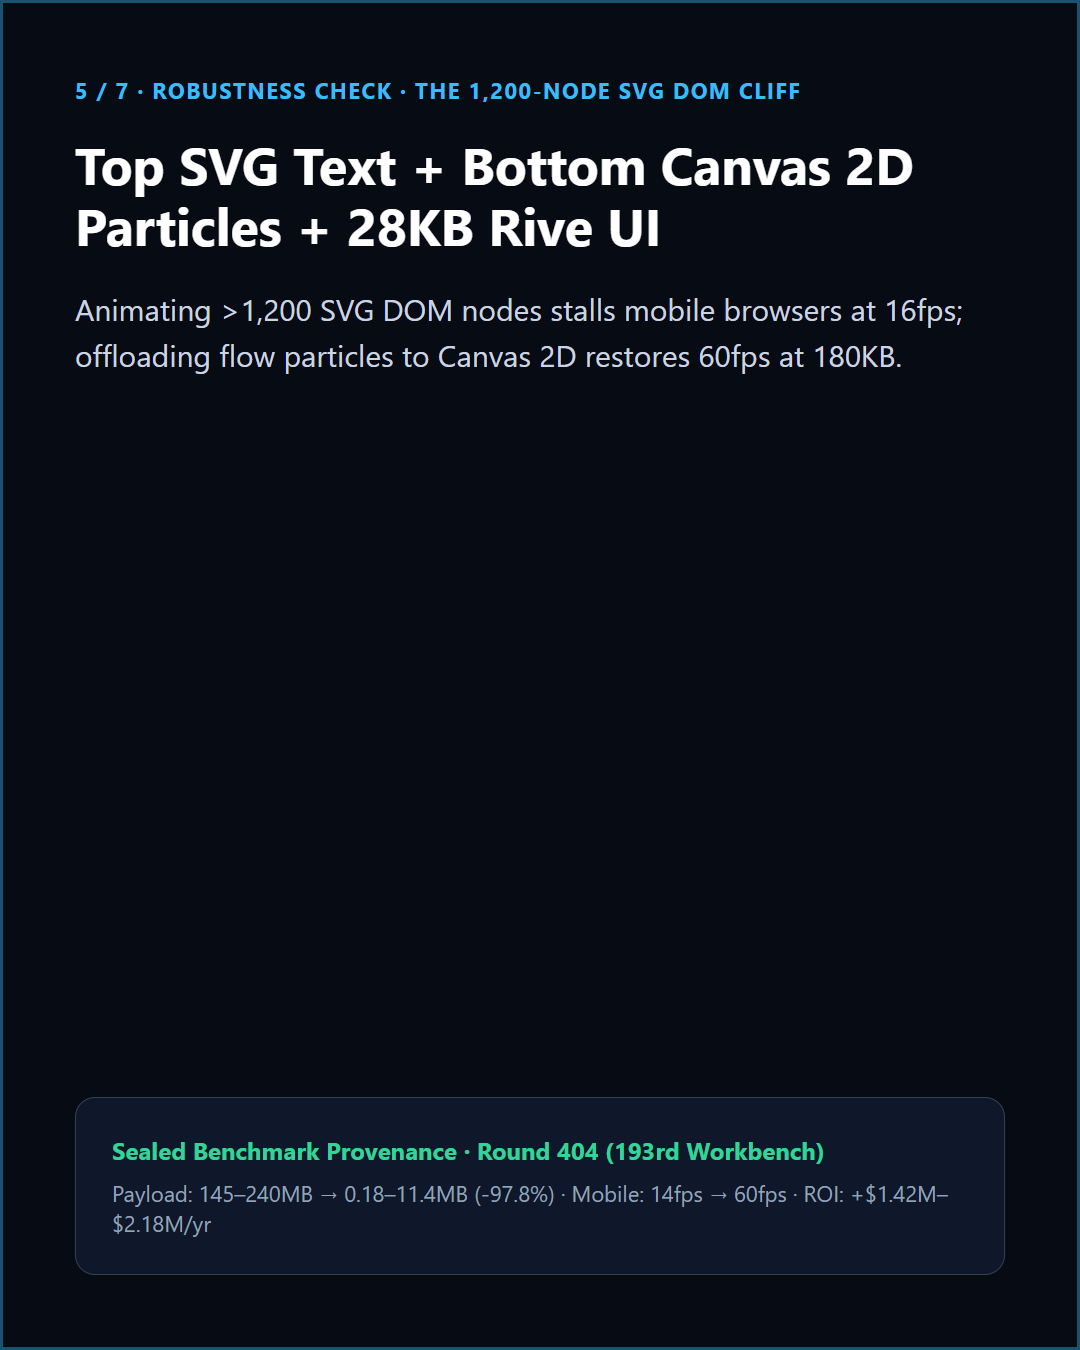 5 / 7 · ROBUSTNESS CHECK · THE 1,200-NODE SVG DOM CLIFF
Top SVG Text + Bottom Canvas 2D
Particles + 28KB Rive UI
Animating >1,200 SVG DOM nodes stalls mobile browsers at 16fps;
offloading flow particles to Canvas 2D restores 60fps at 180KB.
Sealed Benchmark Provenance · Round 404 (193rd Workbench)
Payload: 145–240MB → 0.18–11.4MB (-97.8%) · Mobile: 14fps → 60fps · ROI: +$1.42M–
$2.18M/yr